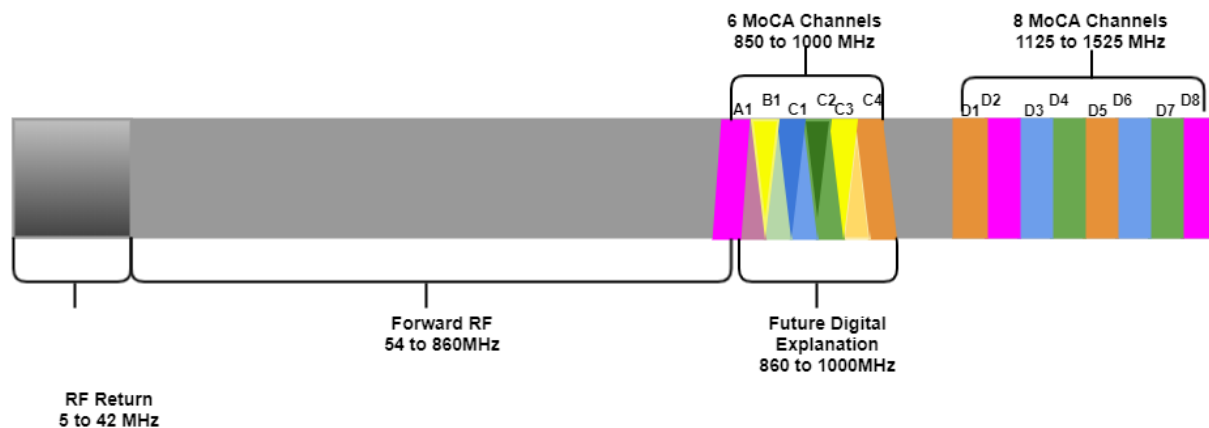 6 MoCA Channels
850 to 1000 MHz
8 MoCA Channels
1125 to 1525 MHz
A1 B1 C1 C2 C3 C4
D1 D2 D3 D4 D5 D6 D7 D8
Forward RF
54 to 860MHz
Future Digital
Explanation
860 to 1000MHz
RF Return
5 to 42 MHz